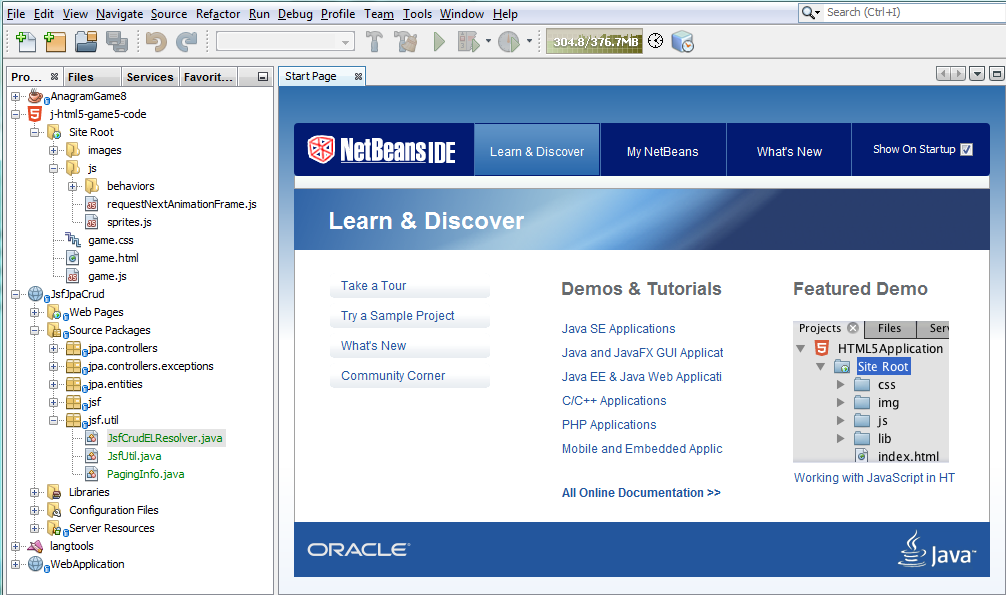 File Edit View Navigate Source Refactor Run Debug Profile Team Tools Window Help
Search (Ctrl+I)
304.8/376.7MB
Pro... Files Services Favorit...
Start Page
AnagramGame8
j-html5-game5-code
Site Root
images
js
behaviors
requestNextAnimationFrame.js
sprites.js
game.css
game.html
game.js
JsfJpaCrud
Web Pages
Source Packages
jpa.controllers
jpa.controllers.exceptions
jpa.entities
jsf
jsf.util
JsfCrudELResolver.java
JsfUtil.java
PagingInfo.java
Libraries
Configuration Files
Server Resources
langtools
WebApplication
NetBeans IDE
Learn & Discover
My NetBeans
What's New
Show On Startup
Learn & Discover
Take a Tour
Try a Sample Project
What's New
Community Corner
Demos & Tutorials
Java SE Applications
Java and JavaFX GUI Applicat
Java EE & Java Web Applicati
C/C++ Applications
PHP Applications
Mobile and Embedded Applic
All Online Documentation >>
Featured Demo
Projects Files Serv
HTML5Application
Site Root
css
img
js
lib
index.html
Working with JavaScript in HT
ORACLE
Java